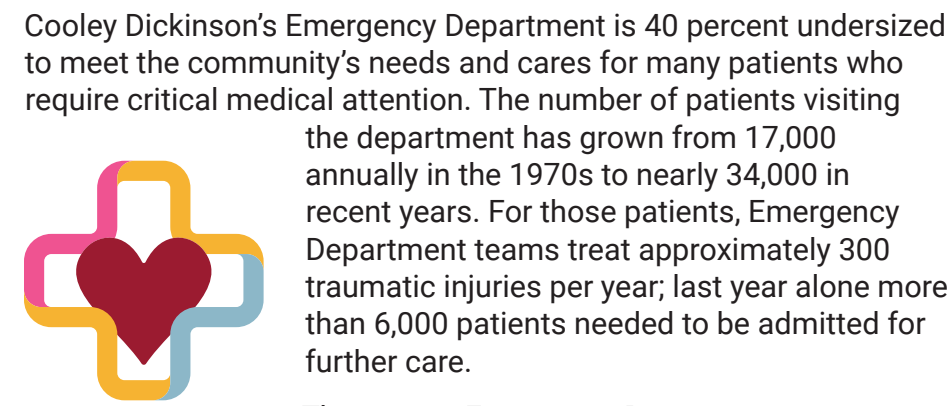 Cooley Dickinson’s Emergency Department is 40 percent undersized
to meet the community’s needs and cares for many patients who
require critical medical attention. The number of patients visiting
the department has grown from 17,000
annually in the 1970s to nearly 34,000 in
recent years. For those patients, Emergency
Department teams treat approximately 300
traumatic injuries per year; last year alone more
than 6,000 patients needed to be admitted for
further care.